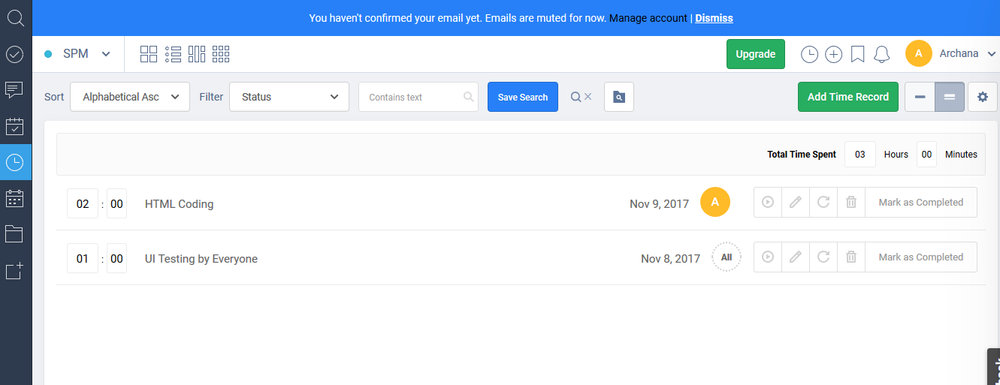 You haven't confirmed your email yet. Emails are muted for now. Manage account | Dismiss
SPM
Upgrade
A
Archana
Sort
Alphabetical Asc
Filter
Status
Contains text
Save Search
Add Time Record
Total Time Spent 03 Hours 00 Minutes
02 : 00 HTML Coding Nov 9, 2017 A Mark as Completed
01 : 00 UI Testing by Everyone Nov 8, 2017 All Mark as Completed